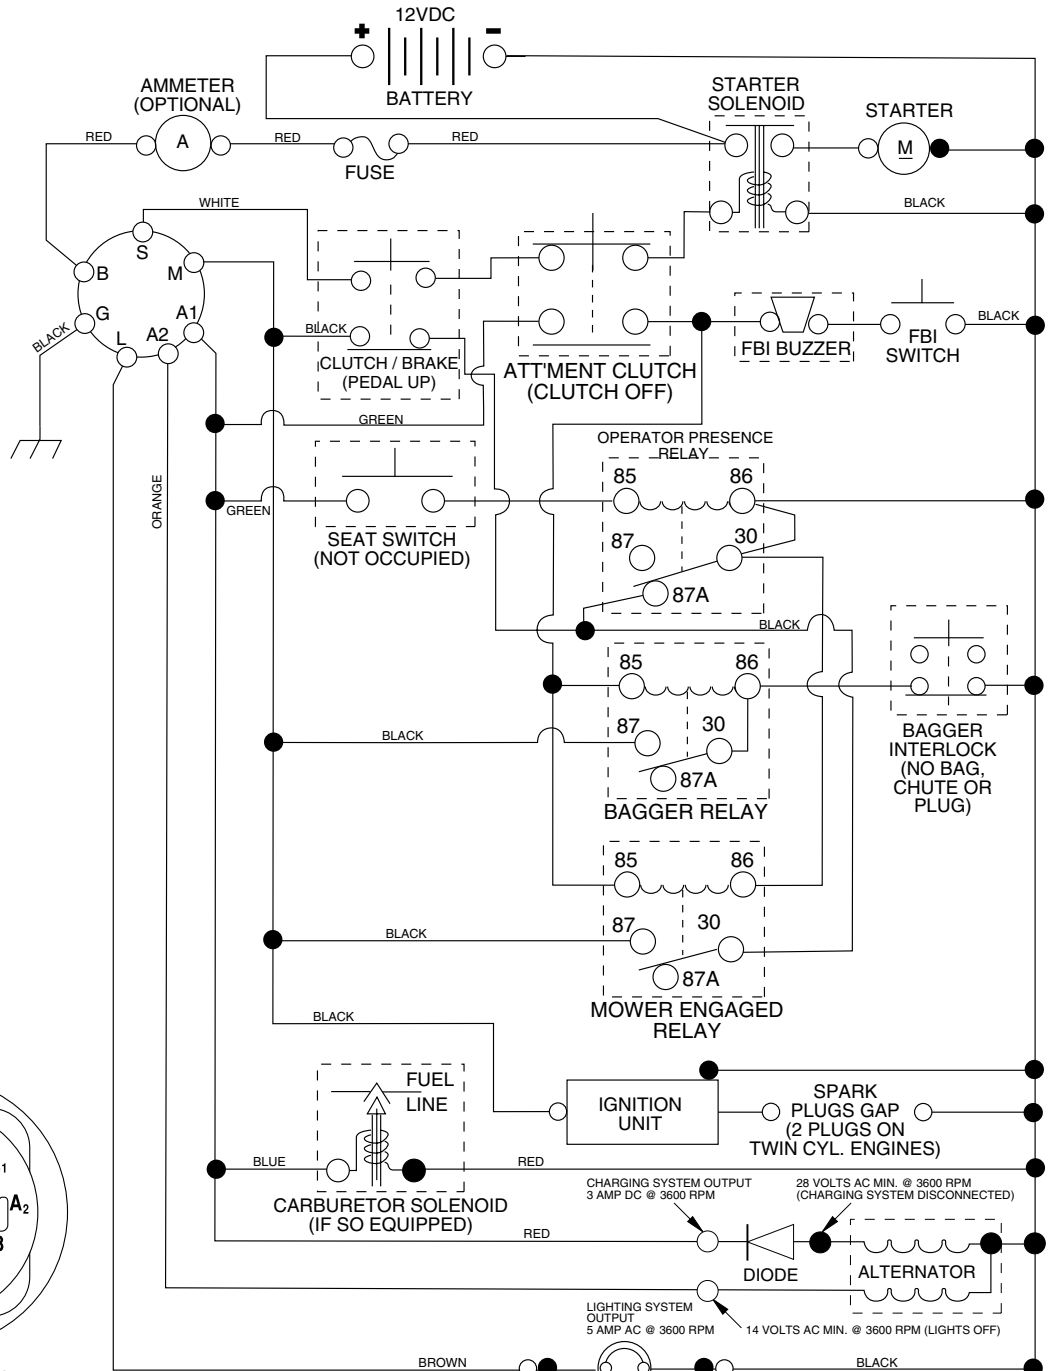 12VDC
+
-
BATTERY
AMMETER
(OPTIONAL)
STARTER
SOLENOID
STARTER
RED
A
RED
FUSE
RED
M
WHITE
BLACK
S
B
M
G
A1
L
A2
BLACK
BLACK
CLUTCH / BRAKE
(PEDAL UP)
ATT'MENT CLUTCH
(CLUTCH OFF)
FBI BUZZER
FBI
SWITCH
BLACK
GREEN
OPERATOR PRESENCE
RELAY
ORANGE
GREEN
SEAT SWITCH
(NOT OCCUPIED)
85
86
87
30
87A
BLACK
85
86
87
30
87A
BLACK
BAGGER RELAY
BAGGER
INTERLOCK
(NO BAG,
CHUTE OR
PLUG)
85
86
87
30
87A
BLACK
MOWER ENGAGED
RELAY
BLACK
FUEL
LINE
IGNITION
UNIT
SPARK
PLUGS GAP
(2 PLUGS ON
TWIN CYL. ENGINES)
BLUE
RED
CARBURETOR SOLENOID
(IF SO EQUIPPED)
CHARGING SYSTEM OUTPUT
3 AMP DC @ 3600 RPM
28 VOLTS AC MIN. @ 3600 RPM
(CHARGING SYSTEM DISCONNECTED)
RED
DIODE
ALTERNATOR
LIGHTING SYSTEM
OUTPUT
5 AMP AC @ 3600 RPM
14 VOLTS AC MIN. @ 3600 RPM (LIGHTS OFF)
BROWN
BLACK
A2